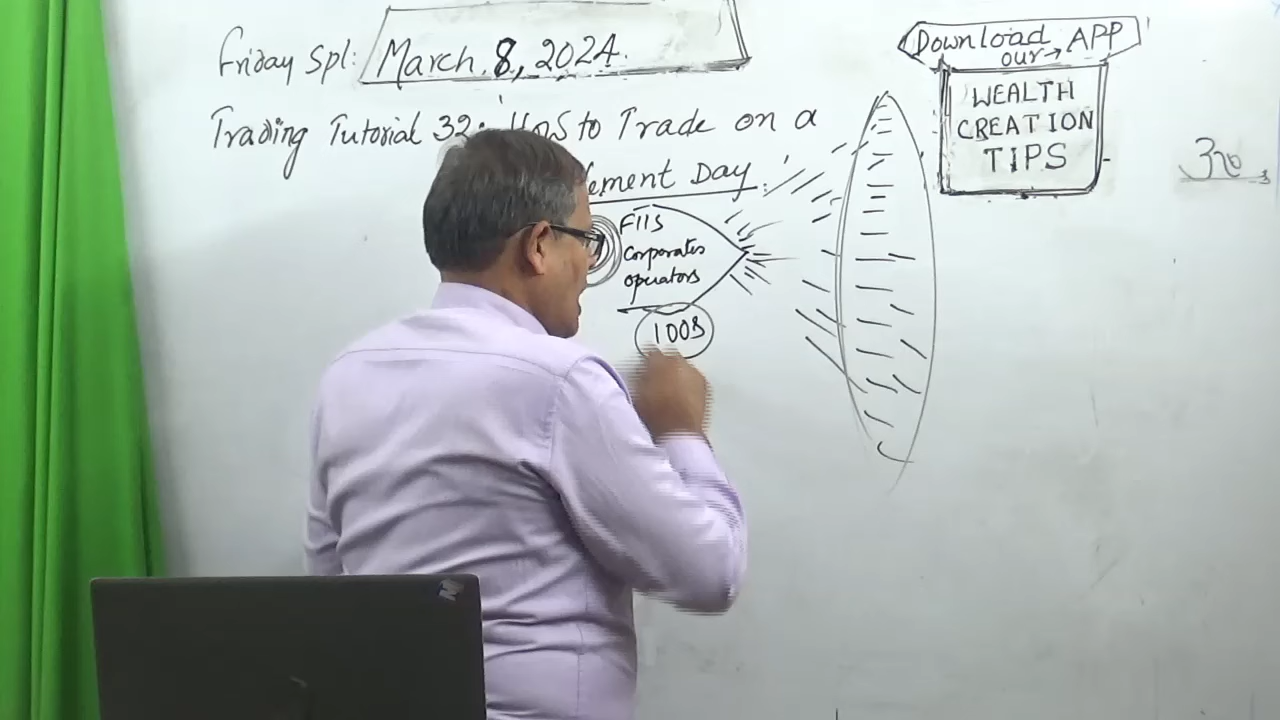 Friday Spl: March 8, 2024.
Trading Tutorial 32: How to Trade on a
lement Day
FIIS
Corporates
operators
1008
Download our → APP
WEALTH
CREATION
TIPS